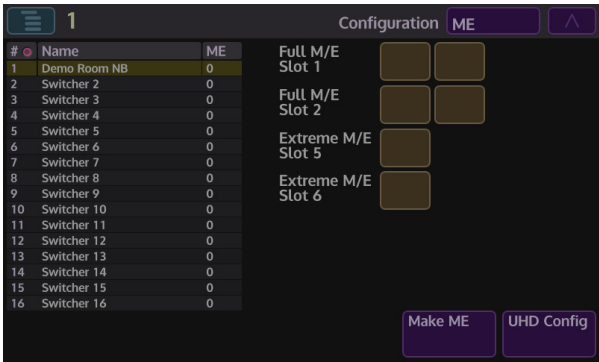 1
Configuration ME
# Name ME
1 Demo Room NB 0
2 Switcher 2 0
3 Switcher 3 0
4 Switcher 4 0
5 Switcher 5 0
6 Switcher 6 0
7 Switcher 7 0
8 Switcher 8 0
9 Switcher 9 0
10 Switcher 10 0
11 Switcher 11 0
12 Switcher 12 0
13 Switcher 13 0
14 Switcher 14 0
15 Switcher 15 0
16 Switcher 16 0
Full M/E
Slot 1
Full M/E
Slot 2
Extreme M/E
Slot 5
Extreme M/E
Slot 6
Make ME
UHD Config